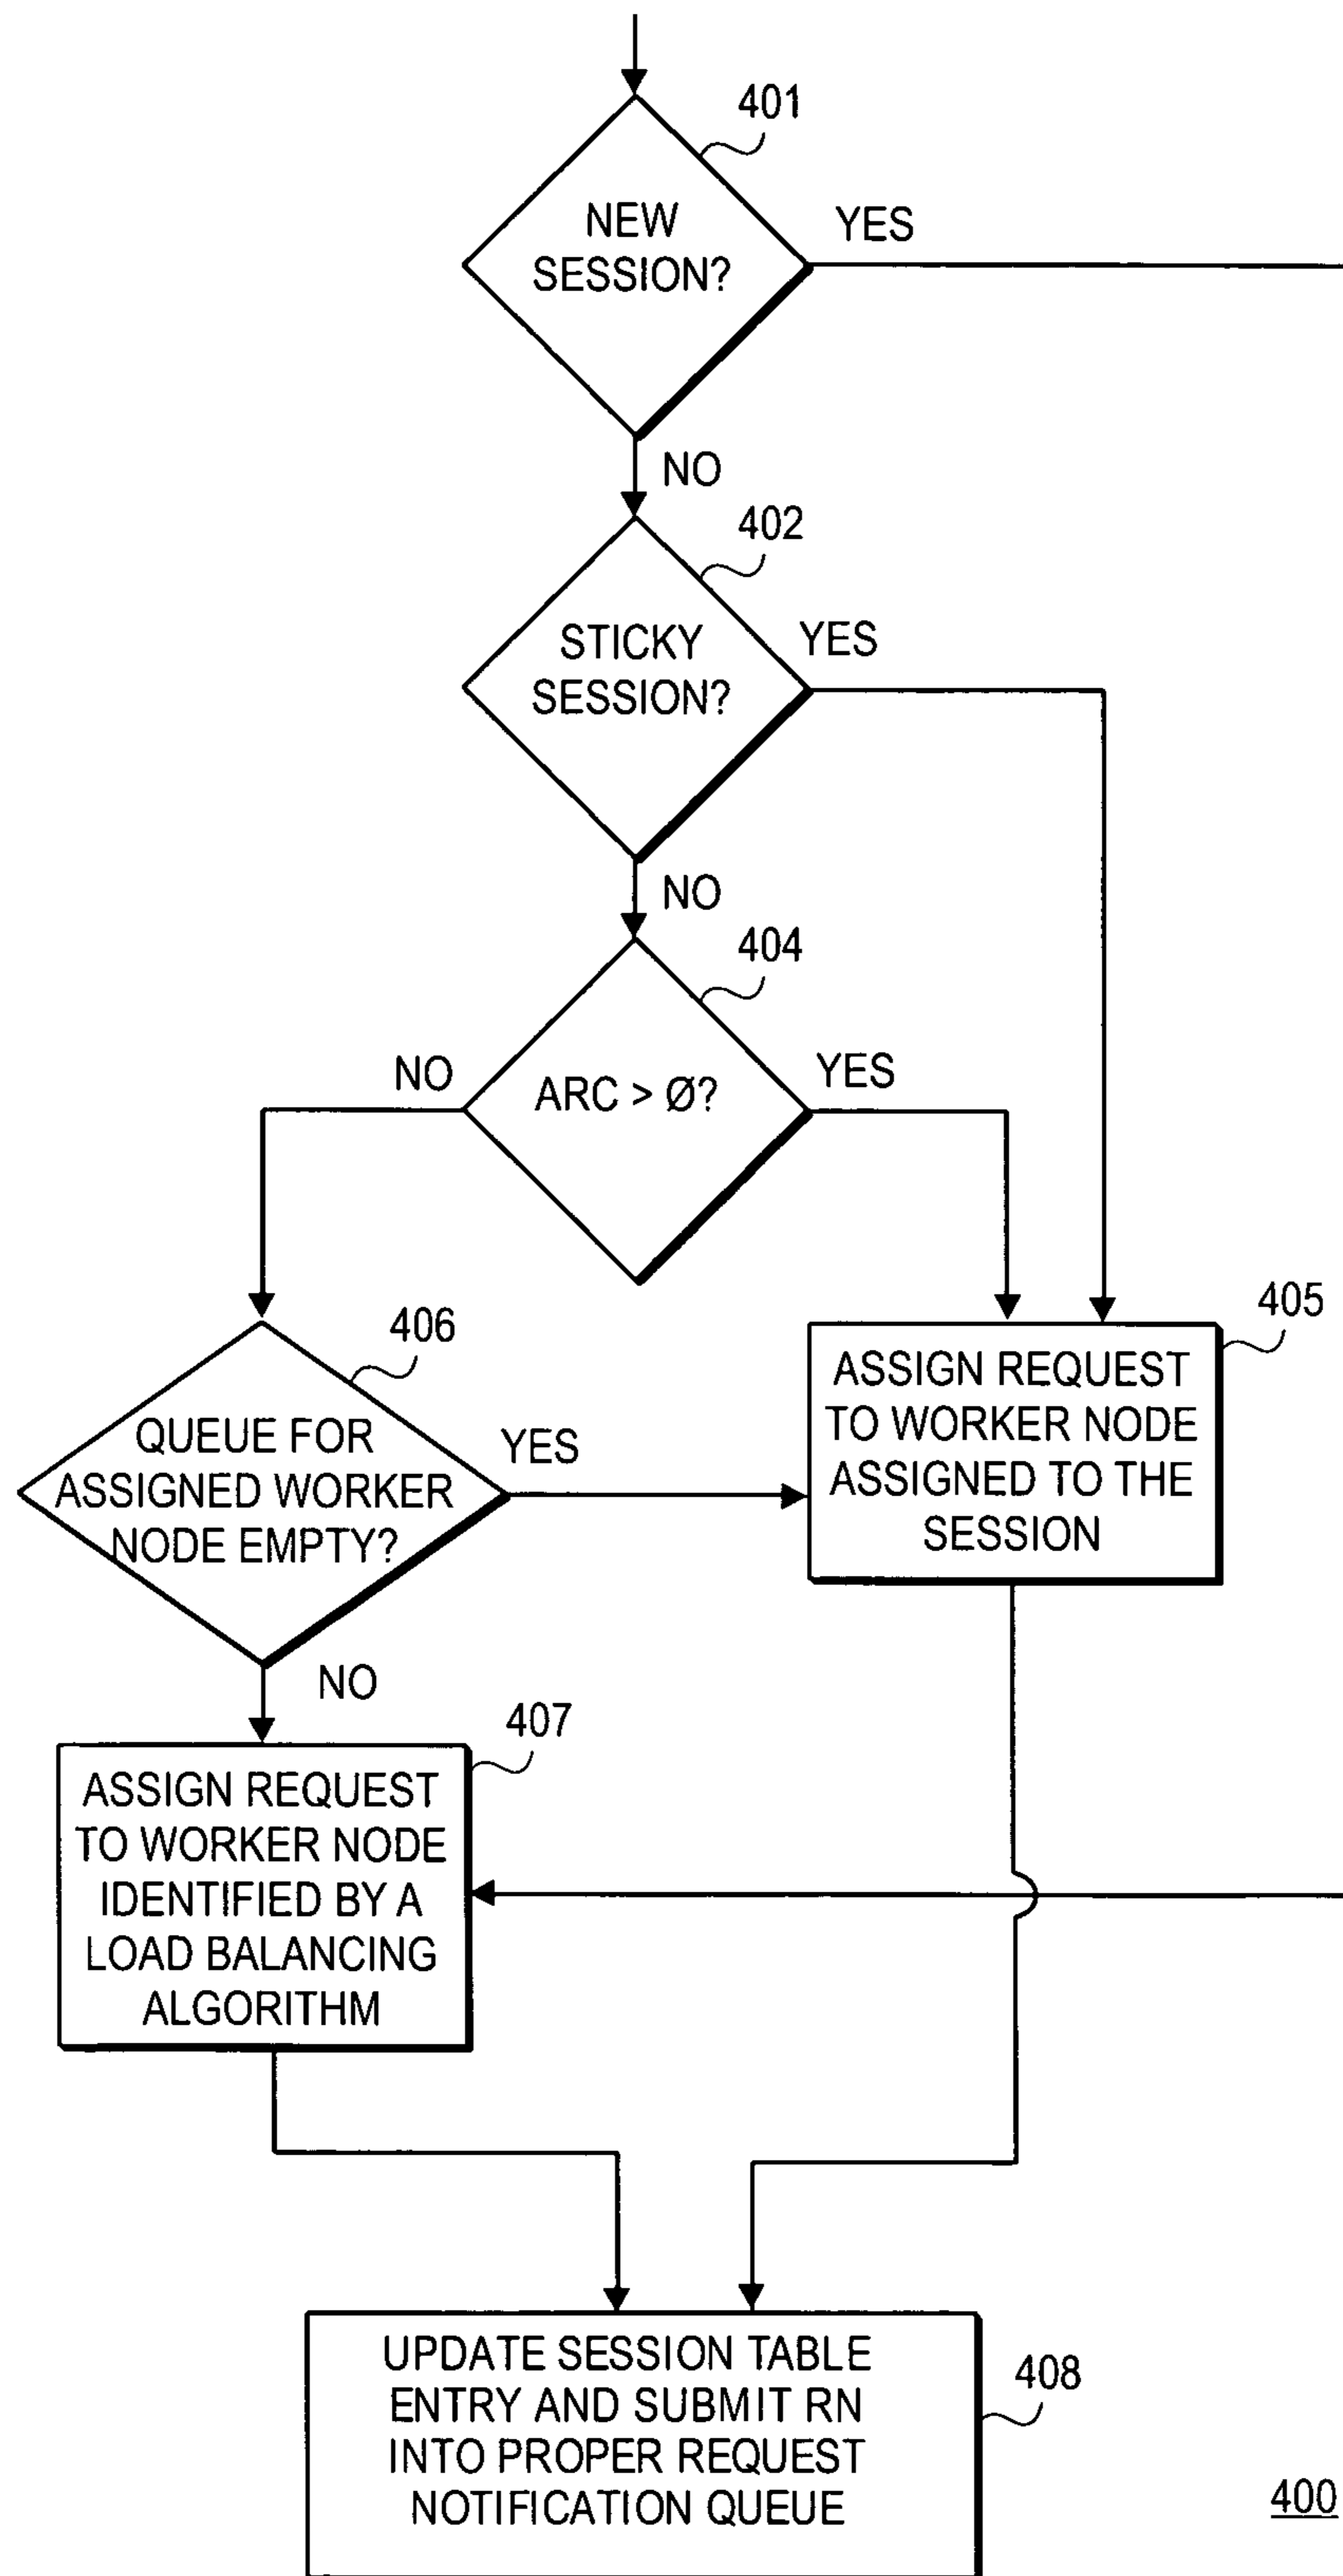 401
NEW
SESSION?
YES
NO
402
STICKY
SESSION?
YES
NO
404
ARC > Ø?
NO
YES
406
QUEUE FOR
ASSIGNED WORKER
NODE EMPTY?
YES
NO
405
ASSIGN REQUEST
TO WORKER NODE
ASSIGNED TO THE
SESSION
407
ASSIGN REQUEST
TO WORKER NODE
IDENTIFIED BY A
LOAD BALANCING
ALGORITHM
408
UPDATE SESSION TABLE
ENTRY AND SUBMIT RN
INTO PROPER REQUEST
NOTIFICATION QUEUE
400